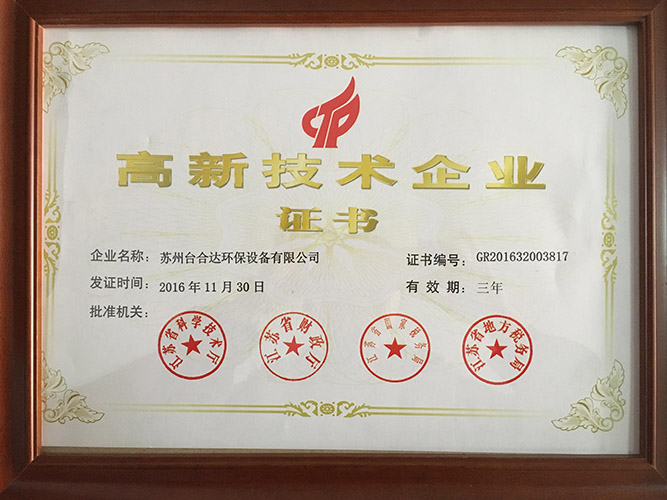 CTP
高新技术企业
证书
企业名称：苏州台合达环保设备有限公司
证书编号：GR201632003817
发证时间：2016年11月30日
有效期：三年
批准机关：
江苏省科学技术厅
江苏省财政厅
江苏省国家税务局
江苏省地方税务局